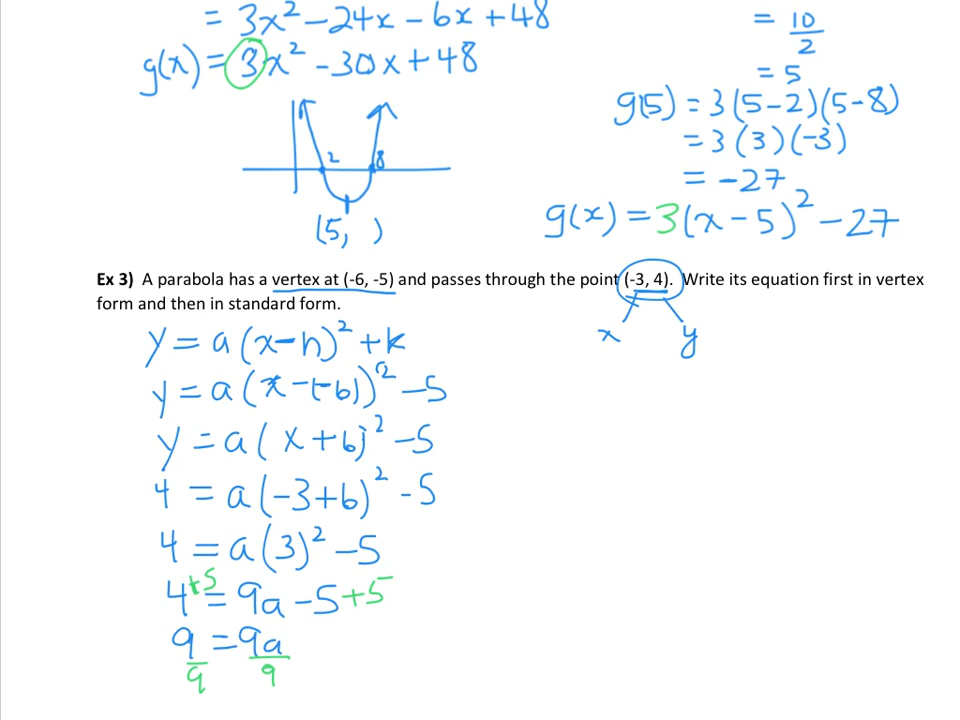 = 3x² - 24x - 6x + 48
g(x) = 3x² - 30x + 48
2 8
(5, )
= 10/2
= 5
g(5) = 3(5-2)(5-8)
= 3(3)(-3)
= -27
g(x) = 3(x-5)² - 27
Ex 3) A parabola has a vertex at (-6, -5) and passes through the point (-3, 4). Write its equation first in vertex
form and then in standard form.
x y
y = a(x-h)² + k
y = a(x-(-6))² - 5
y = a(x+6)² - 5
4 = a(-3+6)² - 5
4 = a(3)² - 5
4 +5 = 9a - 5 +5
9/9 = 9a/9